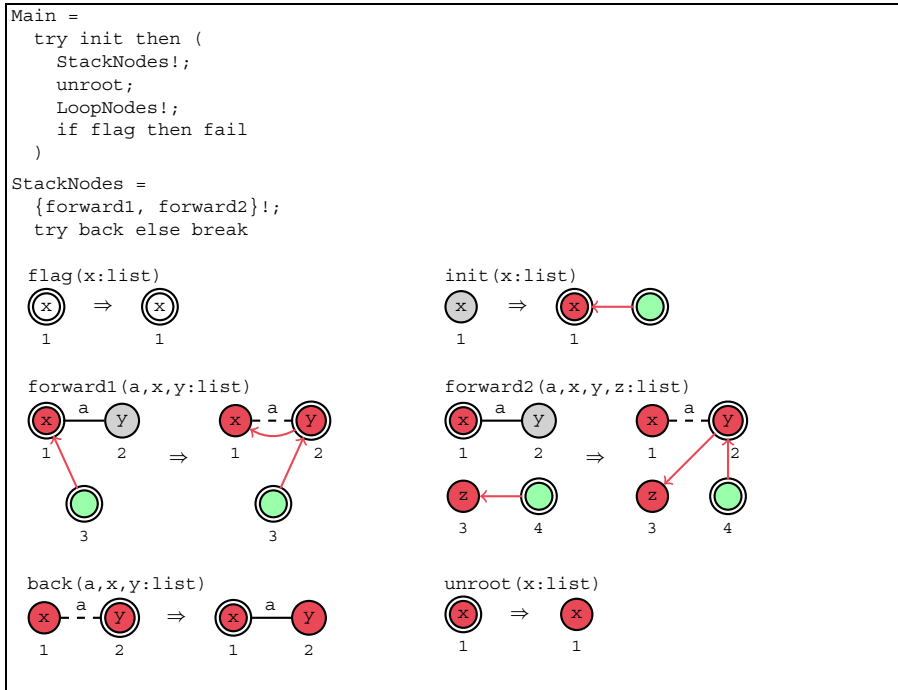 Main =
try init then (
StackNodes!;
unroot;
LoopNodes!;
if flag then fail
)
StackNodes =
{forward1, forward2}!;
try back else break
flag(x:list)
x ⇒ x
1 1
init(x:list)
x ⇒ x
1 1
forward1(a,x,y:list)
x a y ⇒ x a y
1 2 1 2
3 3
forward2(a,x,y,z:list)
x a y ⇒ x a y
1 2 1 2
z z
3 4 3 4
back(a,x,y:list)
x a y ⇒ x a y
1 2 1 2
unroot(x:list)
x ⇒ x
1 1